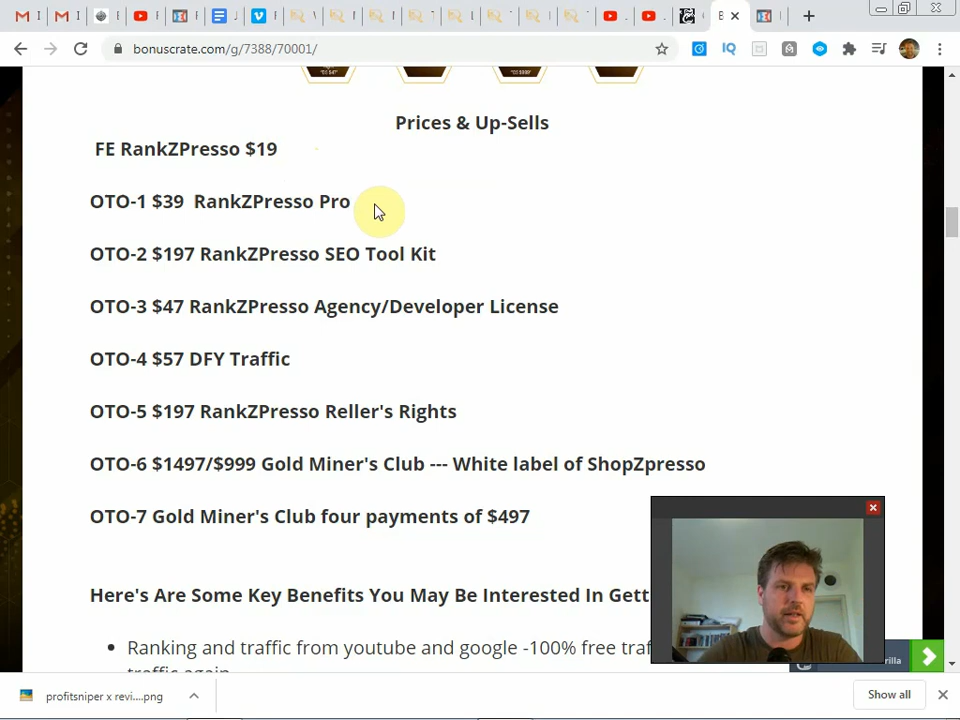 bonuscrate.com/g/7388/70001/
IQ
Prices & Up-Sells
FE RankZPresso $19
OTO-1 $39 RankZPresso Pro
OTO-2 $197 RankZPresso SEO Tool Kit
OTO-3 $47 RankZPresso Agency/Developer License
OTO-4 $57 DFY Traffic
OTO-5 $197 RankZPresso Reller's Rights
OTO-6 $1497/$999 Gold Miner's Club --- White label of ShopZpresso
OTO-7 Gold Miner's Club four payments of $497
Here's Are Some Key Benefits You May Be Interested In Gett
Ranking and traffic from youtube and google -100% free traf
traffic again
rilla
profitsniper x revi....png
Show all